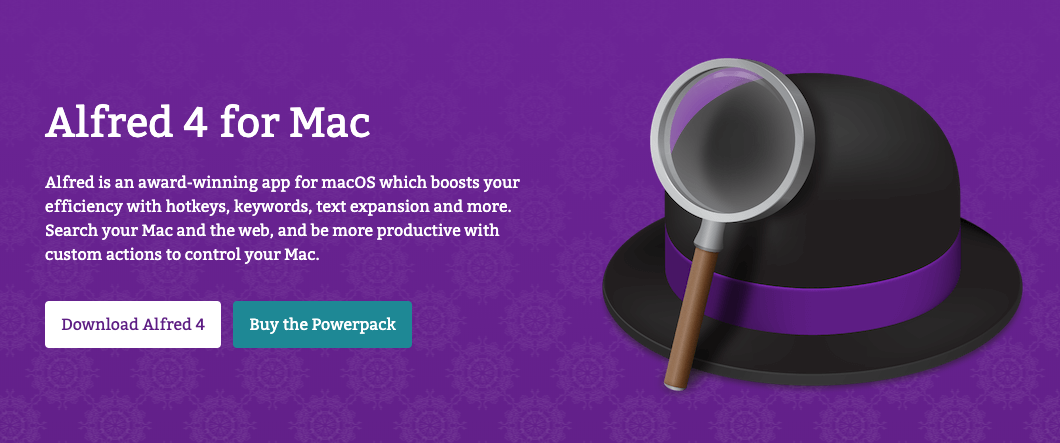 Alfred 4 for Mac
Alfred is an award-winning app for macOS which boosts your
efficiency with hotkeys, keywords, text expansion and more.
Search your Mac and the web, and be more productive with
custom actions to control your Mac.
Download Alfred 4
Buy the Powerpack